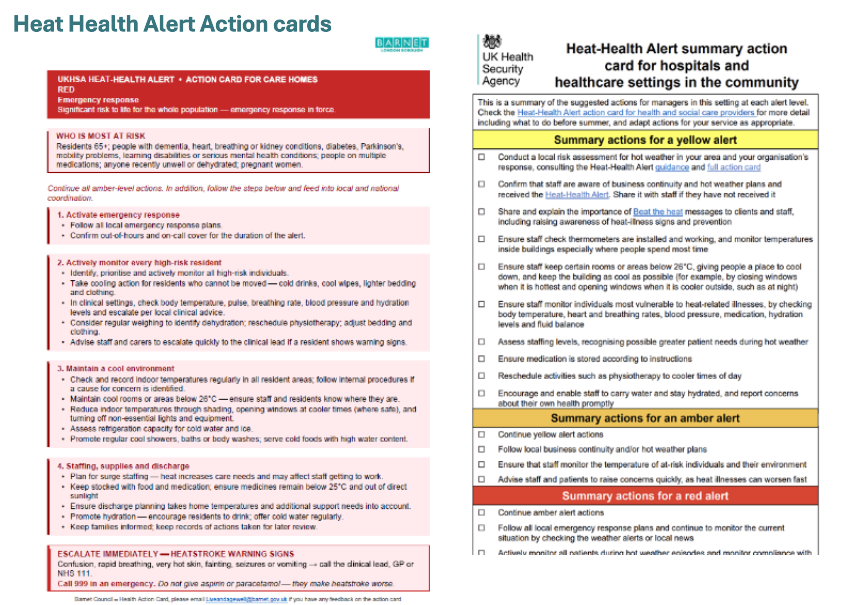 Heat Health Alert Action cards
BARNET
LONDON BOROUGH
UKHSA HEAT-HEALTH ALERT • ACTION CARD FOR CARE HOMES
RED
Emergency response
Significant risk to life for the whole population — emergency response in force.
WHO IS MOST AT RISK
Residents 65+; people with dementia, heart, breathing or kidney conditions, diabetes, Parkinson's,
mobility problems, learning disabilities or serious mental health conditions; people on multiple
medications; anyone recently unwell or dehydrated; pregnant women.
Continue all amber-level actions. In addition, follow the steps below and feed into local and national
coordination.
1. Activate emergency response
• Follow all local emergency response plans.
• Confirm out-of-hours and on-call cover for the duration of the alert.
2. Actively monitor every high-risk resident
• Identify, prioritise and actively monitor all high-risk individuals.
• Take cooling action for residents who cannot be moved — cold drinks, cool wipes, lighter bedding
and clothing.
• In clinical settings, check body temperature, pulse, breathing rate, blood pressure and hydration
levels and escalate per local clinical advice.
• Consider regular weighing to identify dehydration; reschedule physiotherapy; adjust bedding and
clothing.
• Advise staff and carers to escalate quickly to the clinical lead if a resident shows warning signs.
3. Maintain a cool environment
• Check and record indoor temperatures regularly in all resident areas; follow internal procedures if
a cause for concern is identified.
• Maintain cool rooms or areas below 26°C — ensure staff and residents know where they are.
• Reduce indoor temperatures through shading, opening windows at cooler times (where safe), and
turning off non-essential lights and equipment.
• Assess refrigeration capacity for cold water and ice.
• Promote regular cool showers, baths or body washes; serve cold foods with high water content.
4. Staffing, supplies and discharge
• Plan for surge staffing — heat increases care needs and may affect staff getting to work.
• Keep stocked with food and medication; ensure medicines remain below 25°C and out of direct
sunlight
• Ensure discharge planning takes home temperatures and additional support needs into account.
• Promote hydration — encourage residents to drink; offer cold water regularly.
• Keep families informed; keep records of actions taken for later review.
ESCALATE IMMEDIATELY — HEATSTROKE WARNING SIGNS
Confusion, rapid breathing, very hot skin, fainting, seizures or vomiting → call the clinical lead, GP or
NHS 111.
Call 999 in an emergency. Do not give aspirin or paracetamol — they make heatstroke worse.
Barnet Council – Health Action Card, please email Liveandagewell@barnet.gov.uk if you have any feedback on the action card.
UK Health
Security
Agency
Heat-Health Alert summary action
card for hospitals and
healthcare settings in the community
This is a summary of the suggested actions for managers in this setting at each alert level.
Check the Heat-Health Alert action card for health and social care providers for more detail
including what to do before summer, and adapt actions for your service as appropriate.
Summary actions for a yellow alert
☐ Conduct a local risk assessment for hot weather in your area and your organisation's
response, consulting the Heat-Health Alert guidance and full action card
☐ Confirm that staff are aware of business continuity and hot weather plans and
received the Heat-Health Alert. Share it with staff if they have not received it
☐ Share and explain the importance of Beat the heat messages to clients and staff,
including raising awareness of heat-illness signs and prevention
☐ Ensure staff check thermometers are installed and working, and monitor temperatures
inside buildings especially where people spend most time
☐ Ensure staff keep certain rooms or areas below 26°C, giving people a place to cool
down, and keep the building as cool as possible (for example, by closing windows
when it is hottest and opening windows when it is cooler outside, such as at night)
☐ Ensure staff monitor individuals most vulnerable to heat-related illnesses, by checking
body temperature, heart and breathing rates, blood pressure, medication, hydration
levels and fluid balance
☐ Assess staffing levels, recognising possible greater patient needs during hot weather
☐ Ensure medication is stored according to instructions
☐ Reschedule activities such as physiotherapy to cooler times of day
☐ Encourage and enable staff to carry water and stay hydrated, and report concerns
about their own health promptly
Summary actions for an amber alert
☐ Continue yellow alert actions
☐ Follow local business continuity and/or hot weather plans
☐ Ensure that staff monitor the temperature of at-risk individuals and their environment
☐ Advise staff and patients to raise concerns quickly, as heat illnesses can worsen fast
Summary actions for a red alert
☐ Continue amber alert actions
☐ Follow all local emergency response plans and continue to monitor the current
situation by checking the weather alerts or local news
☐ Actively monitor all patients during hot weather episodes and monitor compliance with